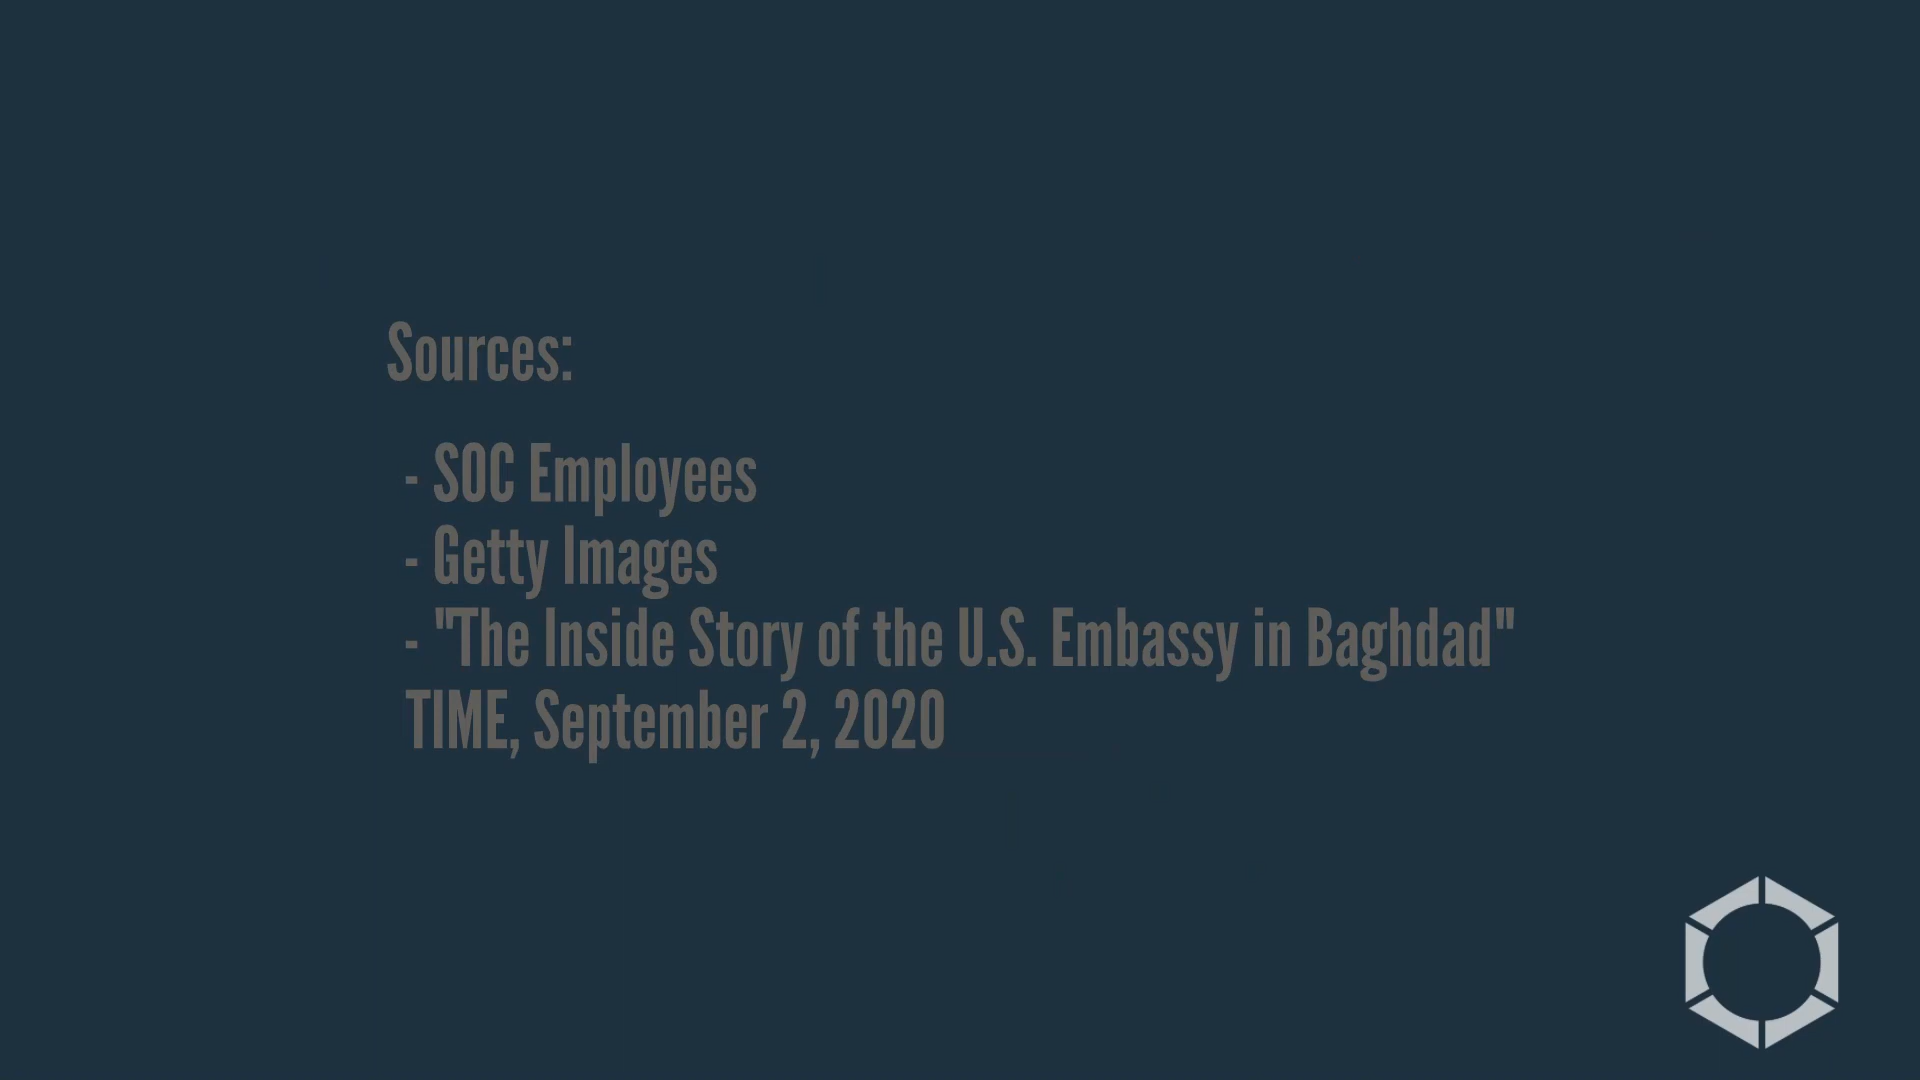 Sources:
- SOC Employees
- Getty Images
- "The Inside Story of the U.S. Embassy in Baghdad"
TIME, September 2, 2020